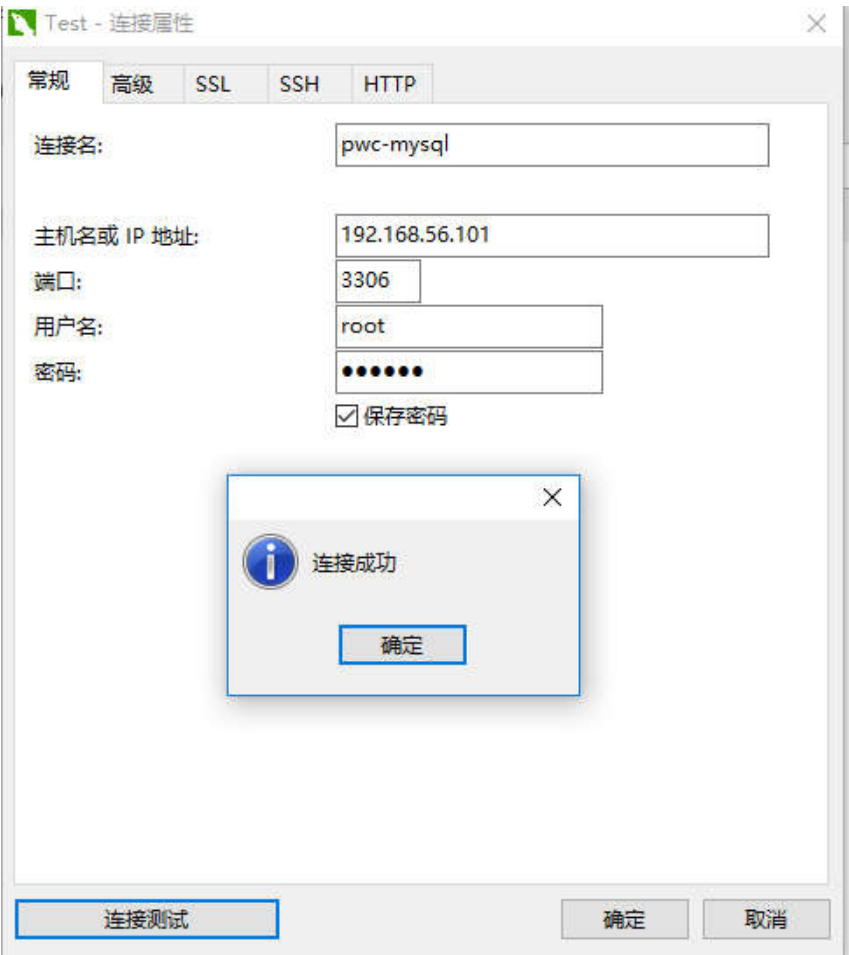 Test - 连接属性
常规 高级 SSL SSH HTTP
连接名: pwc-mysql
主机名或 IP 地址: 192.168.56.101
端口: 3306
用户名: root
密码: ●●●●●●
保存密码
连接成功
确定
连接测试 确定 取消